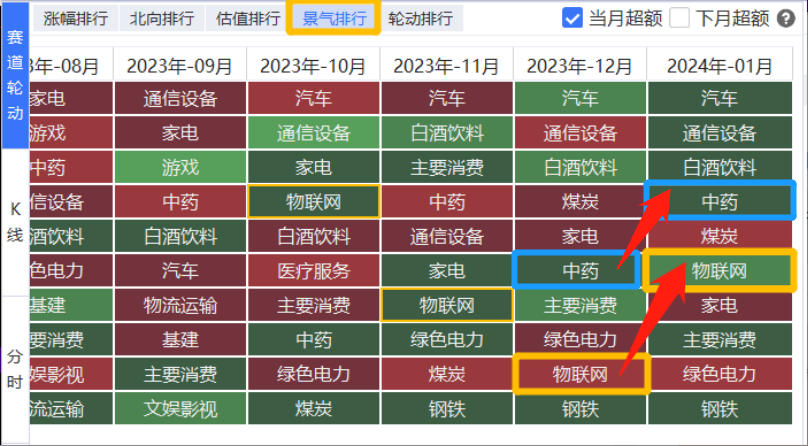 涨幅排行 北向排行 估值排行 景气排行 轮动排行 当月超额 下月超额 ?
赛道轮动
K线
分时
年-08月 2023年-09月 2023年-10月 2023年-11月 2023年-12月 2024年-01月
家电 通信设备 汽车 汽车 汽车 汽车
游戏 家电 通信设备 白酒饮料 通信设备 通信设备
中药 游戏 家电 主要消费 白酒饮料 白酒饮料
信设备 中药 物联网 中药 煤炭 中药
酒饮料 白酒饮料 白酒饮料 通信设备 家电 煤炭
色电力 汽车 医疗服务 家电 中药 物联网
基建 物流运输 主要消费 物联网 主要消费 家电
要消费 基建 中药 绿色电力 绿色电力 主要消费
娱影视 主要消费 绿色电力 煤炭 物联网 绿色电力
流运输 文娱影视 煤炭 钢铁 钢铁 钢铁